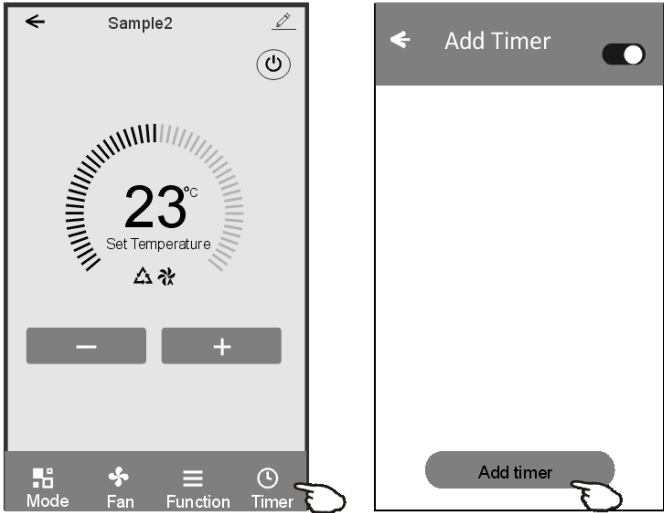 Sample2
23°C
Set Temperature
A
Mode
Fan
Function
Timer
Add Timer
Add timer